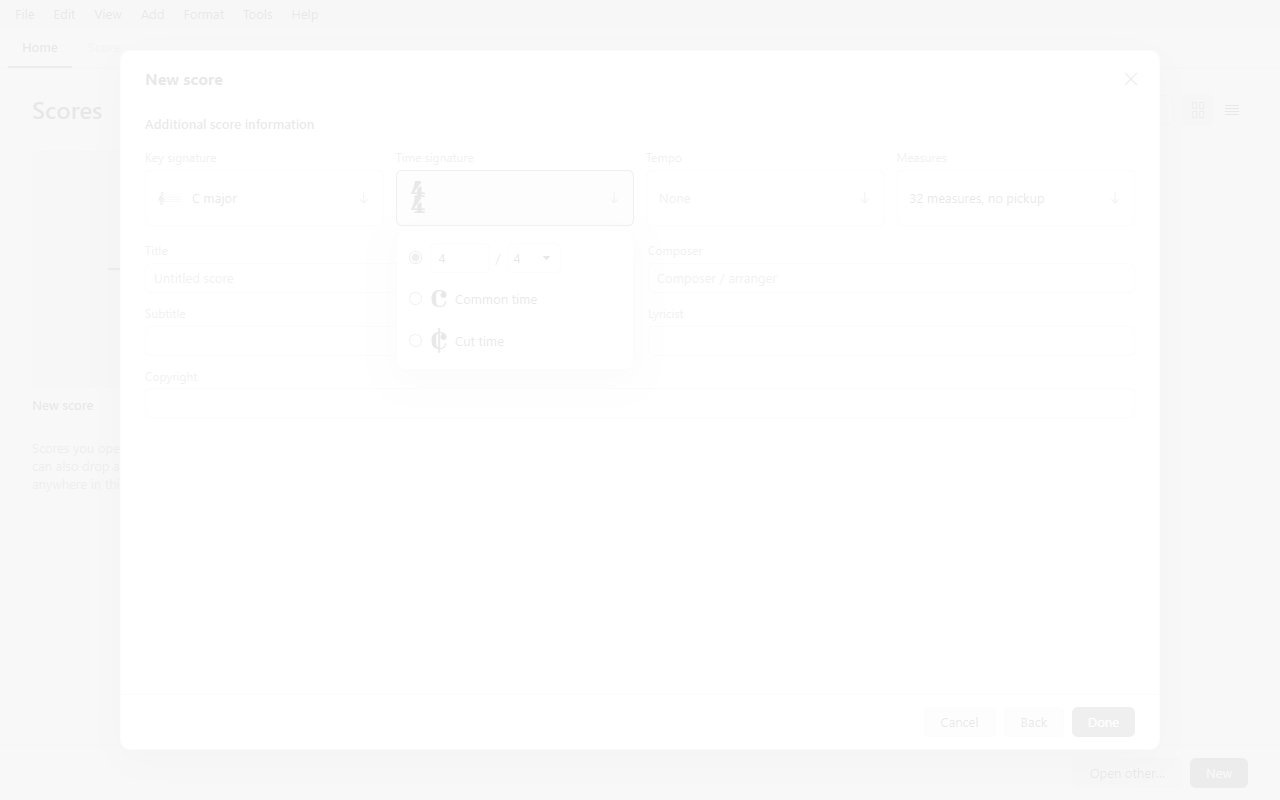 File Edit View Add Format Tools Help
Home
New score
Scores
Additional score information
Key signature Time signature Tempo Measures
C major 4 4 None 32 measures, no pickup
Title Composer
4 / 4
Untitled score Composer / arranger
Common time
Subtitle Lyricist
Cut time
Copyright
New score
Scores you
can also drop
anywhere in
Cancel Back Done
Open other... New